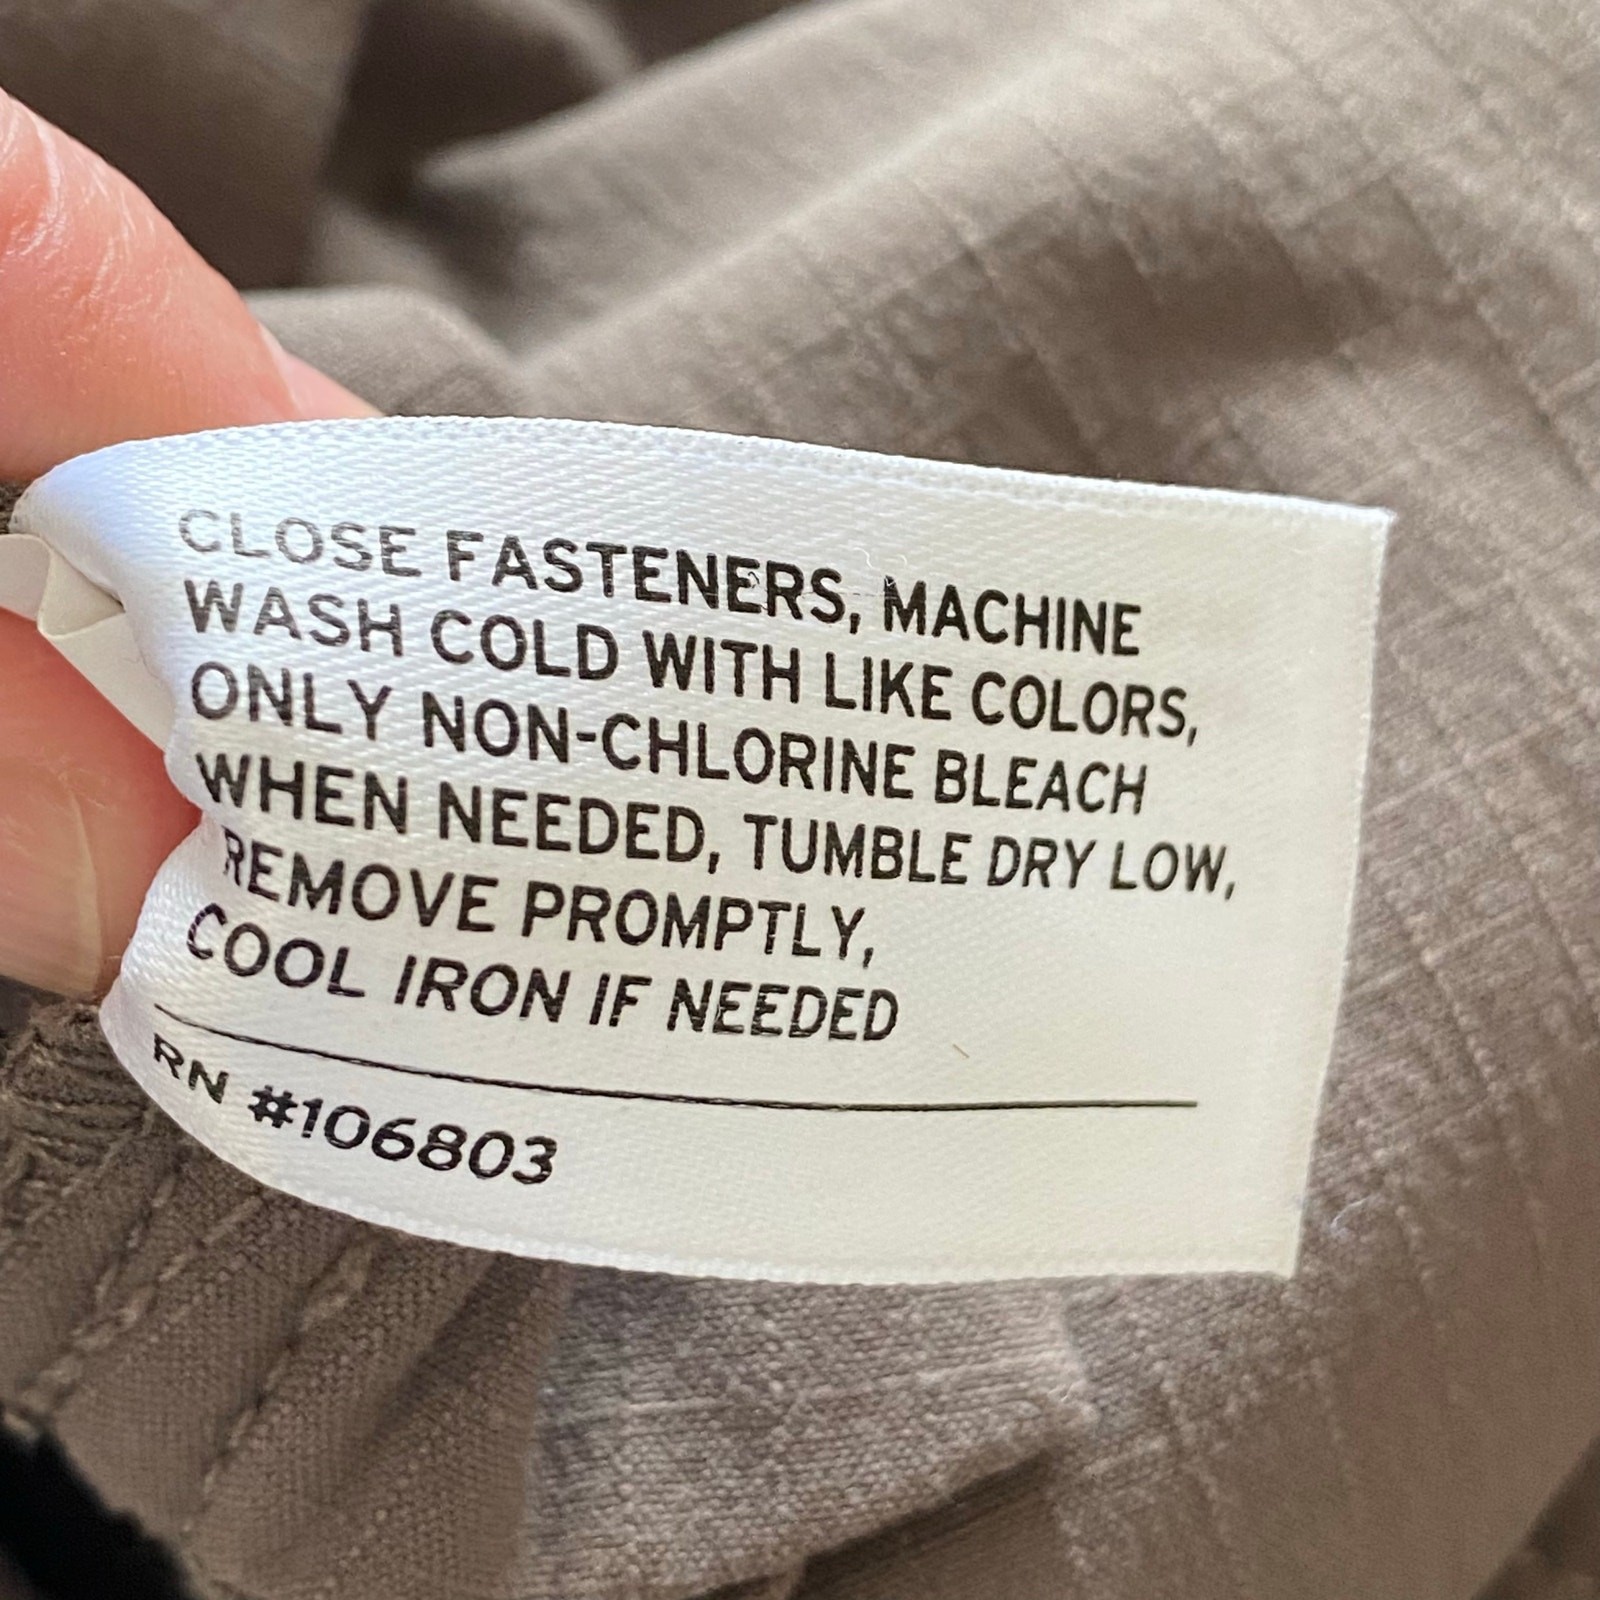 CLOSE FASTENERS, MACHINE
WASH COLD WITH LIKE COLORS,
ONLY NON-CHLORINE BLEACH
WHEN NEEDED, TUMBLE DRY LOW,
REMOVE PROMPTLY,
COOL IRON IF NEEDED
RN #106803